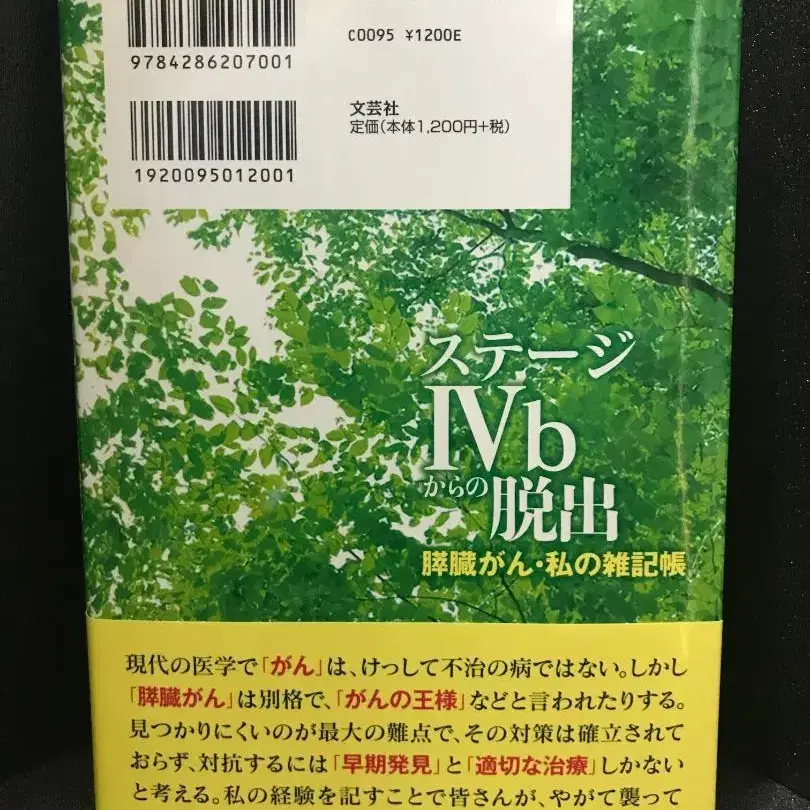 9784286207001
C0095 ¥1200E
1920095012001
文芸社
定価(本体1,200円+税)
ステージ
Ⅳb
からの脱出
膵臓がん・私の雑記帳
現代の医学で「がん」は、けっして不治の病ではない。しかし
「膵臓がん」は別格で、「がんの王様」などと言われたりする。
見つかりにくいのが最大の難点で、その対策は確立されて
おらず、対抗するには「早期発見」と「適切な治療」しかない
と考える。私の経験を記すことで皆さんが、やがて襲って